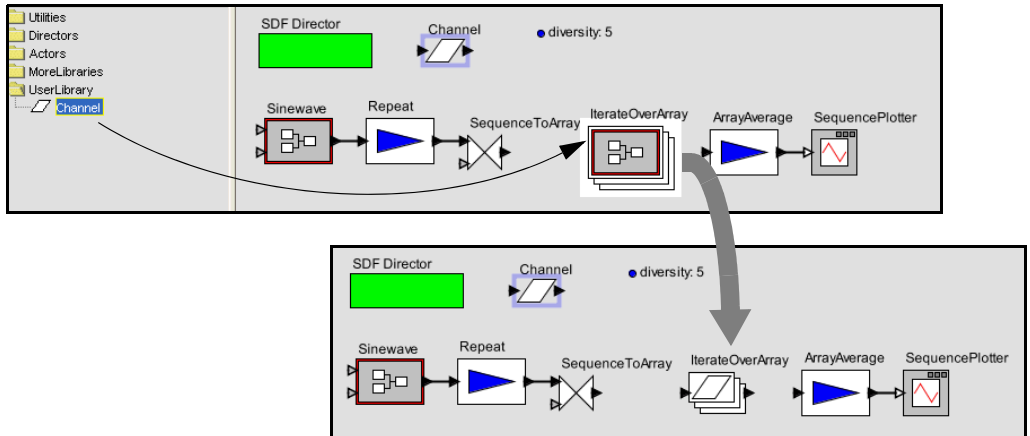 Utilities
Directors
Actors
MoreLibraries
UserLibrary
Channel
SDF Director
Channel
diversity: 5
Sinewave
Repeat
SequenceToArray
IterateOverArray
ArrayAverage
SequencePlotter
SDF Director
Channel
diversity: 5
Sinewave
Repeat
SequenceToArray
IterateOverArray
ArrayAverage
SequencePlotter